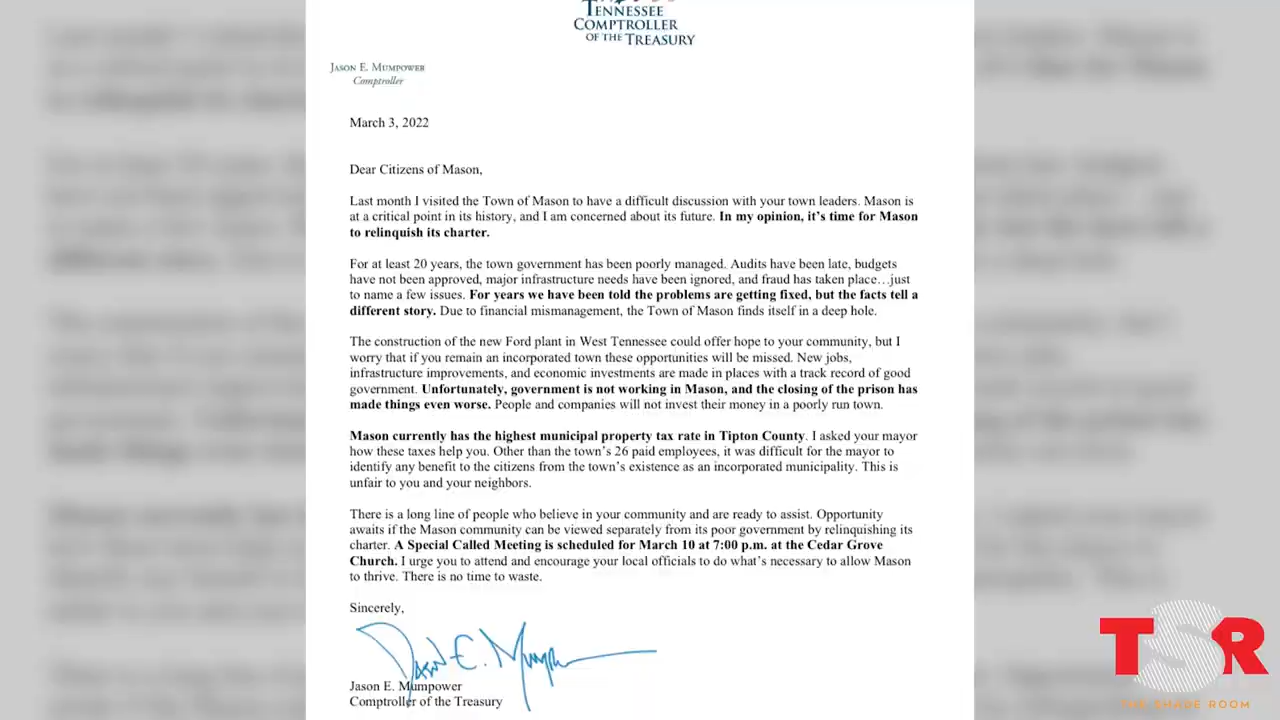 TENNESSEE
COMPTROLLER
OF THE TREASURY
JASON E. MUMPOWER
Comptroller
March 3, 2022
Dear Citizens of Mason,
Last month I visited the Town of Mason to have a difficult discussion with your town leaders. Mason is
at a critical point in its history, and I am concerned about its future. In my opinion, it's time for Mason
to relinquish its charter.
For at least 20 years, the town government has been poorly managed. Audits have been late, budgets
have not been approved, major infrastructure needs have been ignored, and fraud has taken place…just
to name a few issues. For years we have been told the problems are getting fixed, but the facts tell a
different story. Due to financial mismanagement, the Town of Mason finds itself in a deep hole.
The construction of the new Ford plant in West Tennessee could offer hope to your community, but I
worry that if you remain an incorporated town these opportunities will be missed. New jobs,
infrastructure improvements, and economic investments are made in places with a track record of good
government. Unfortunately, government is not working in Mason, and the closing of the prison has
made things even worse. People and companies will not invest their money in a poorly run town.
Mason currently has the highest municipal property tax rate in Tipton County. I asked your mayor
how these taxes help you. Other than the town's 26 paid employees, it was difficult for the mayor to
identify any benefit to the citizens from the town's existence as an incorporated municipality. This is
unfair to you and your neighbors.
There is a long line of people who believe in your community and are ready to assist. Opportunity
awaits if the Mason community can be viewed separately from its poor government by relinquishing its
charter. A Special Called Meeting is scheduled for March 10 at 7:00 p.m. at the Cedar Grove
Church. I urge you to attend and encourage your local officials to do what's necessary to allow Mason
to thrive. There is no time to waste.
Sincerely,
Jason E. Mumpower
Jason E. Mumpower
Comptroller of the Treasury
TSR
THE SHADE ROOM